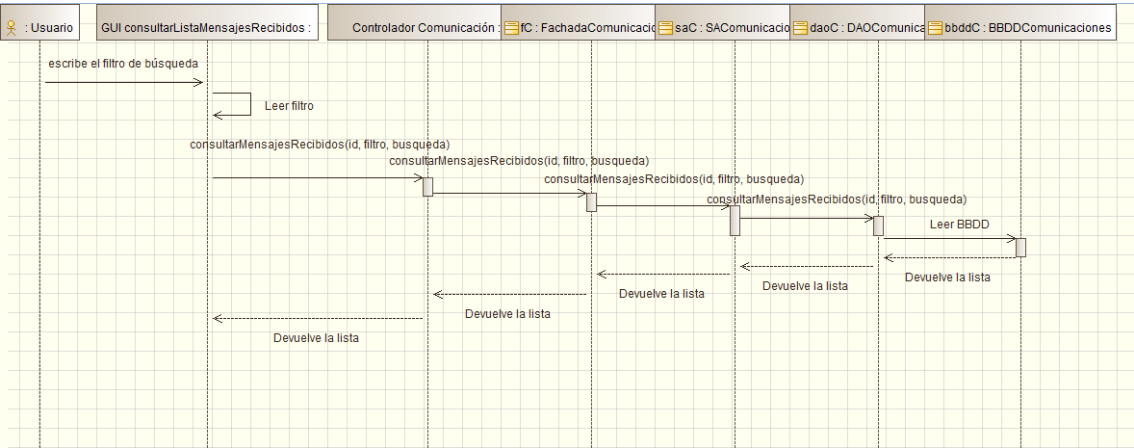 : Usuario
GUI consultarListaMensajesRecibidos :
Controlador Comunicación :
fC : FachadaComunicacio
saC : SAComunicacio
daoC : DAOComunica
bbddC : BBDDComunicaciones
escribe el filtro de búsqueda
Leer filtro
consultarMensajesRecibidos(id, filtro, busqueda)
consultarMensajesRecibidos(id, filtro, busqueda)
consultarMensajesRecibidos(id, filtro, busqueda)
consultarMensajesRecibidos(id, filtro, busqueda)
Leer BBDD
Devuelve la lista
Devuelve la lista
Devuelve la lista
Devuelve la lista
Devuelve la lista